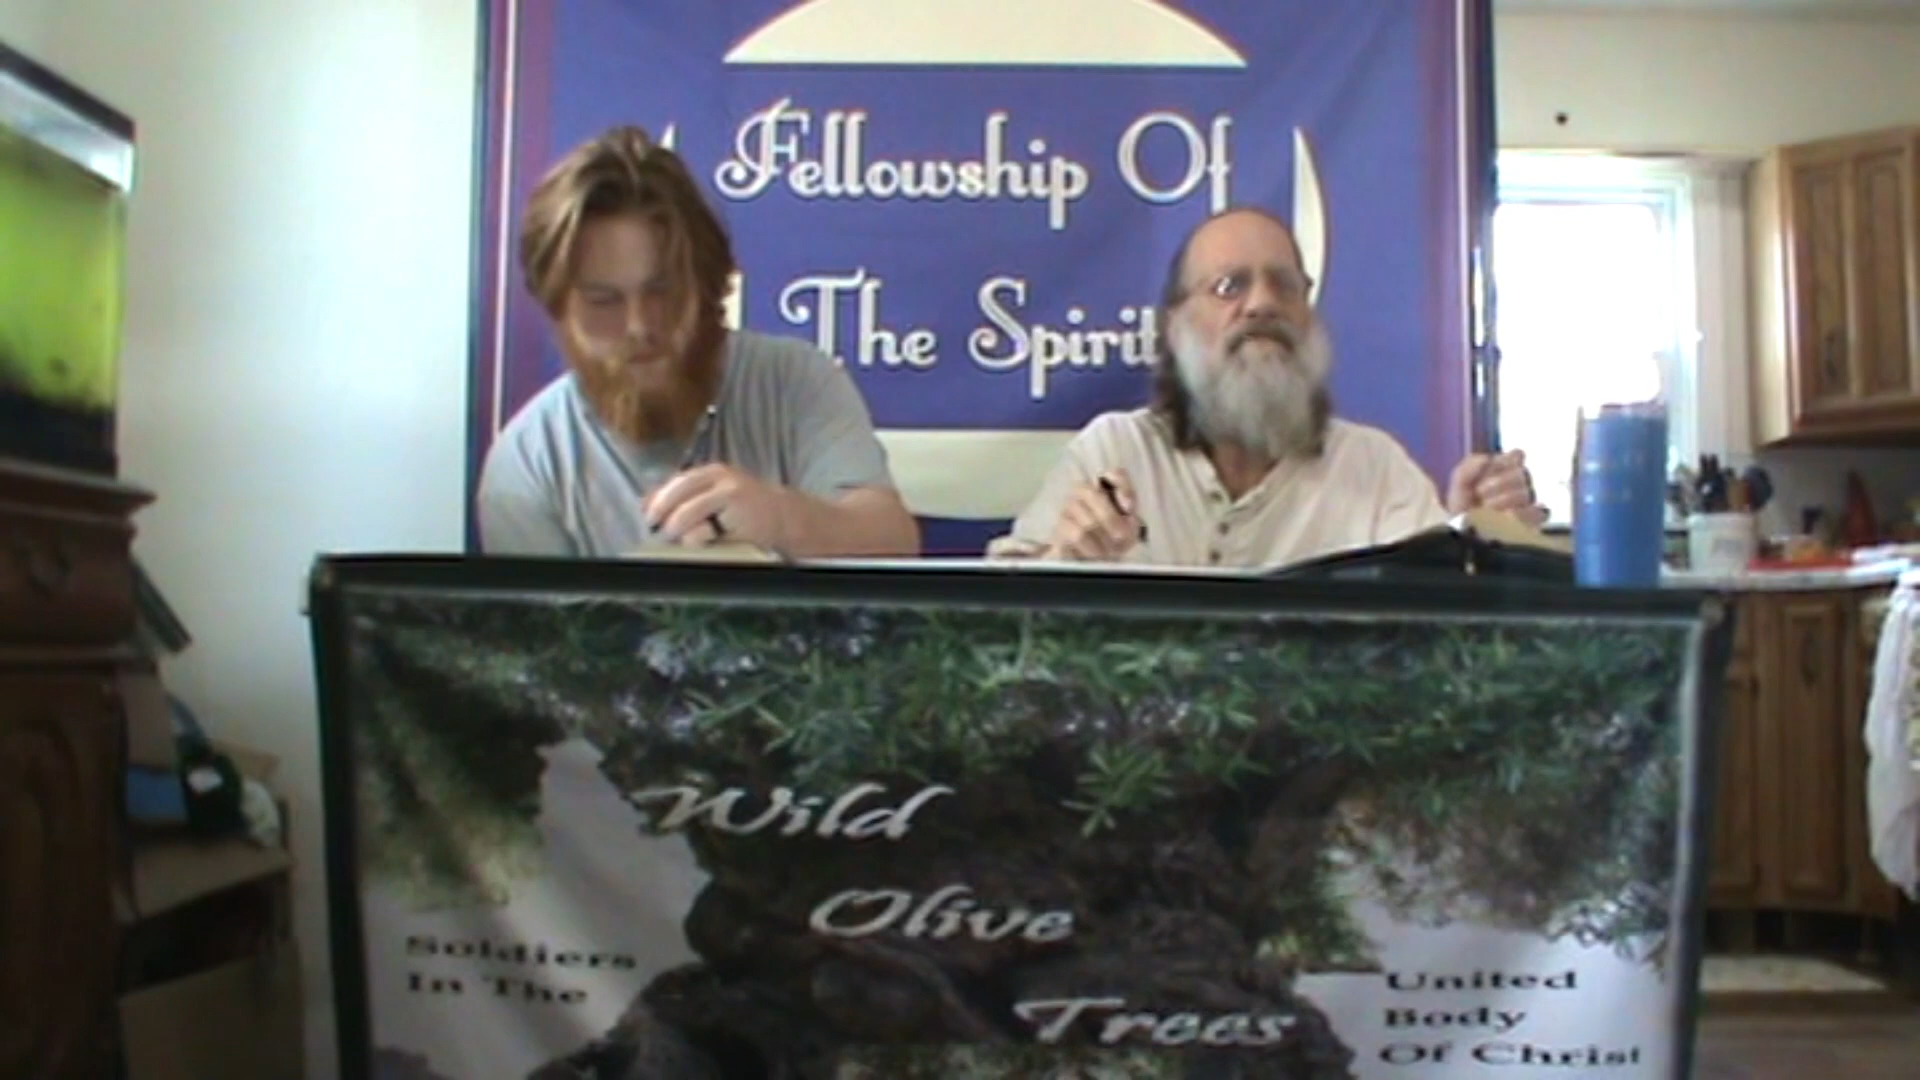 Fellowship Of
The Spirit
Wild
Olive
Trees
Soldiers
In The
United
Body
Of Christ